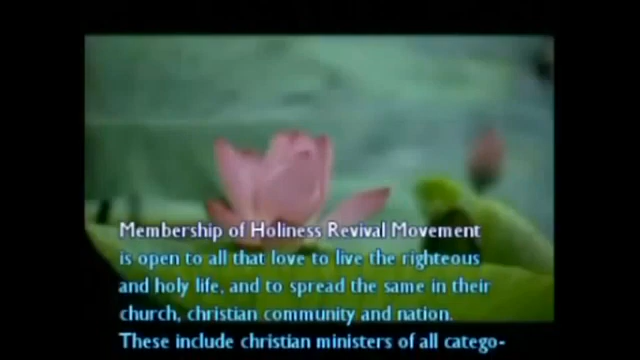 Membership of Holiness Revival Movement
is open to all that love to live the righteous
and holy life, and to spread the same in their
church, christian community and nation.
These include christian ministers of all catego-